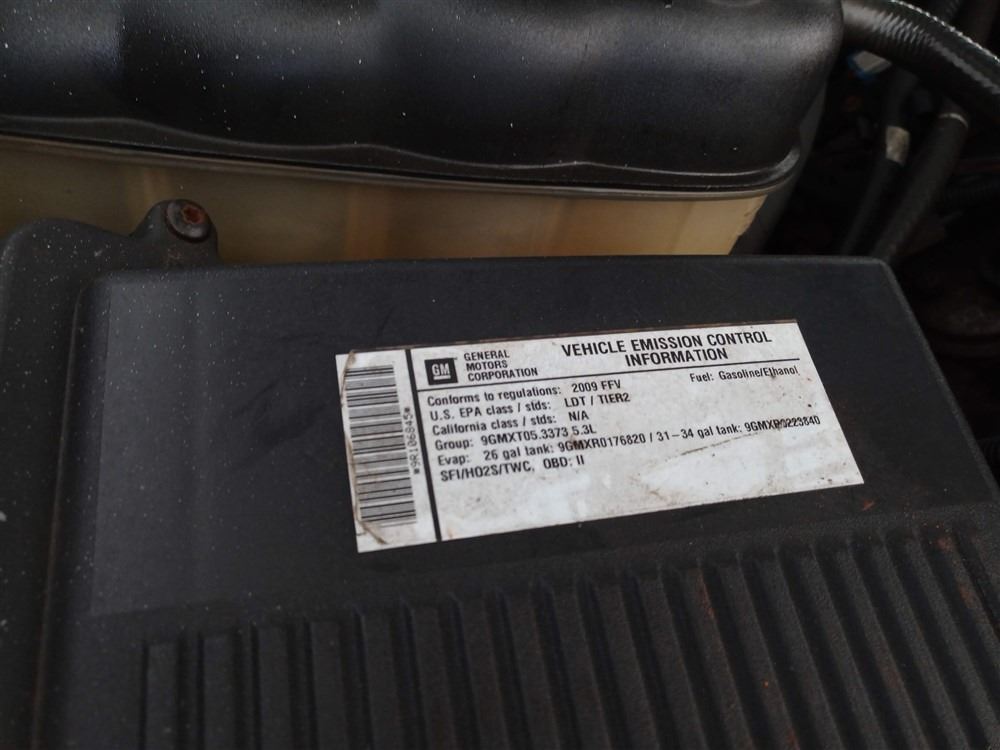 *9R106845*
GM
GENERAL
MOTORS
CORPORATION
VEHICLE EMISSION CONTROL
INFORMATION
Conforms to regulations: 2009 FFV
Fuel: Gasoline/Ethanol
U.S. EPA class / stds: LDT / TIER2
California class / stds: N/A
Group: 9GMXT05.3373 5.3L
Evap: 26 gal tank: 9GMXR0176820 / 31-34 gal tank: 9GMXR0223840
SFI/HO2S/TWC, OBD: II